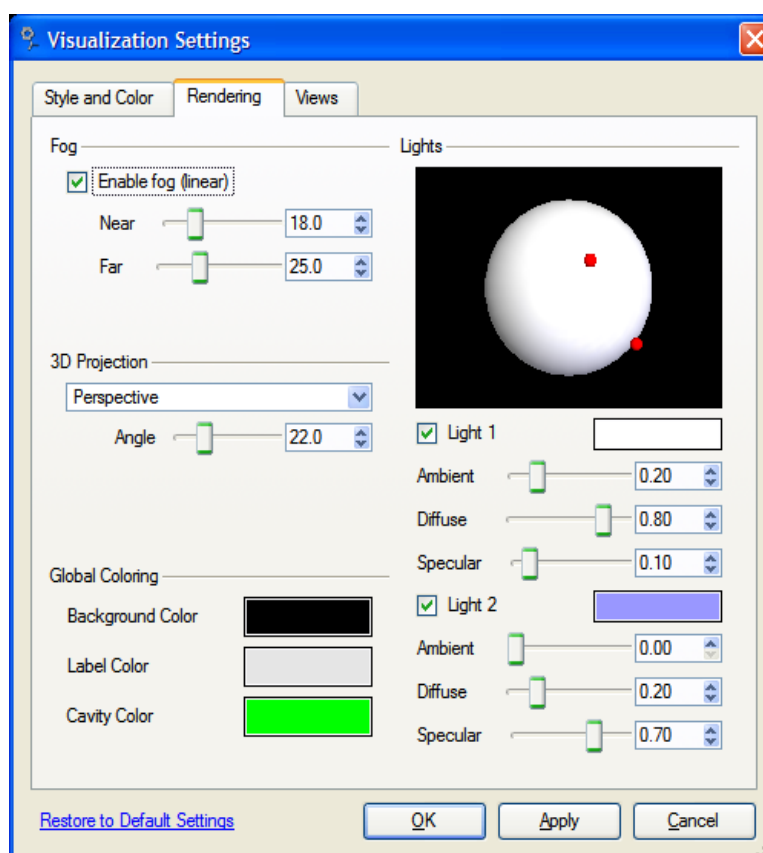 Visualization Settings
Style and Color
Rendering
Views
Fog
Enable fog (linear)
Near 18.0
Far 25.0
3D Projection
Perspective
Angle 22.0
Global Coloring
Background Color
Label Color
Cavity Color
Lights
Light 1
Ambient 0.20
Diffuse 0.80
Specular 0.10
Light 2
Ambient 0.00
Diffuse 0.20
Specular 0.70
Restore to Default Settings
OK
Apply
Cancel